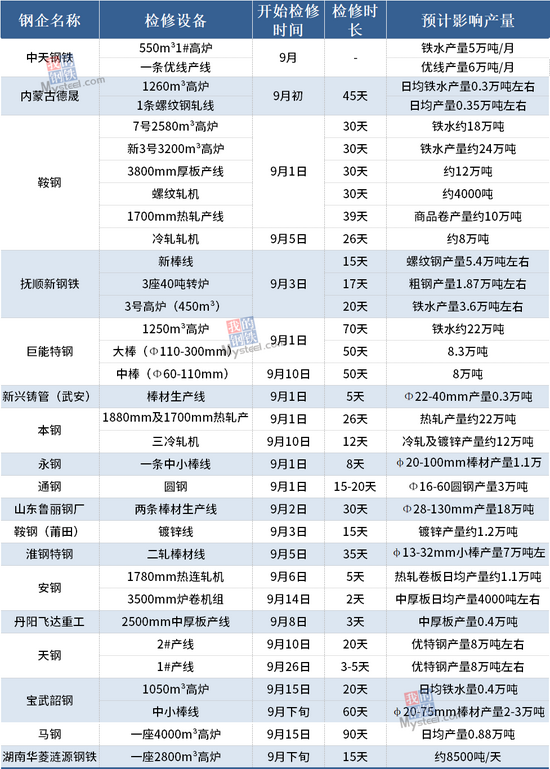 钢企名称 检修设备 开始检修时间 检修时长 预计影响产量
中天钢铁 550m³1#高炉 9月 - 铁水产量5万吨/月
一条优线产线 优线产量6万吨/月
内蒙古德晟 1260m³高炉 9月初 45天 日均铁水产量0.3万吨左右
1条螺纹钢轧线 日均产量0.35万吨左右
鞍钢 7号2580m³高炉 9月1日 30天 铁水约18万吨
新3号3200m³高炉 30天 铁水产量约24万吨
3800mm厚板产线 30天 约12万吨
螺纹轧机 30天 约4000吨
1700mm热轧产线 39天 商品卷产量约10万吨
冷轧轧机 9月5日 26天 约8万吨
抚顺新钢铁 新棒线 9月3日 15天 螺纹钢产量5.4万吨左右
3座40吨转炉 17天 粗钢产量1.87万吨左右
3号高炉（450m³） 20天 铁水产量3.6万吨左右
巨能特钢 1250m³高炉 9月1日 70天 铁水约22万吨
大棒（Φ110-300mm） 50天 8.3万吨
中棒（Φ60-110mm） 9月10日 50天 8万吨
新兴铸管（武安） 棒材生产线 9月1日 5天 Φ22-40mm产量0.3万吨
本钢 1880mm及1700mm热轧产 9月1日 26天 热轧产量约22万吨
三冷轧机 9月10日 12天 冷轧及镀锌产量约12万吨
永钢 一条中小棒线 9月1日 8天 φ20-100mm棒材产量1.1万
通钢 圆钢 9月1日 15-20天 Φ16-60圆钢产量3万吨
山东鲁丽钢厂 两条棒材生产线 9月2日 30天 Φ28-130mm产量18万吨
鞍钢（莆田） 镀锌线 9月3日 15天 镀锌产量约1.2万吨
淮钢特钢 二轧棒材线 9月5日 35天 φ13-32mm小棒产量7万吨左
安钢 1780mm热连轧机 9月6日 5天 热轧卷板日均产量约1.1万吨
3500mm炉卷机组 9月14日 2天 中厚板日均产量4000吨左右
丹阳飞达重工 2500mm中厚板产线 9月8日 3天 中厚板产量0.4万吨
天钢 2#产线 9月10日 20天 优特钢产量8万吨左右
1#产线 9月26日 3-5天 优特钢产量8万吨左右
宝武韶钢 1050m³高炉 9月15日 20天 日均铁水量0.4万吨
中小棒线 9月下旬 60天 φ20-75mm棒材产量2-3万吨
马钢 一座4000m³高炉 9月15日 90天 日均产量0.88万吨
湖南华菱涟源钢铁 一座2800m³高炉 9月下旬 15天 约8500吨/天
我的钢铁
Mysteel.com
我的钢铁
Mysteel.com
我的钢铁
Mysteel.com